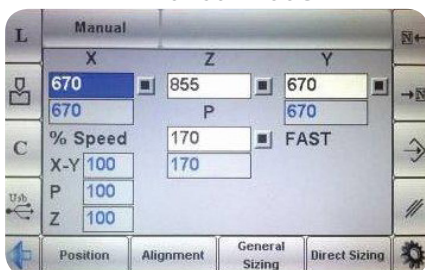 L Manual N
X Z Y
670 855 670
670 P 670
C % Speed 170 FAST
X-Y 100 170
P 100
Usb Z 100
Position Alignment General Sizing Direct Sizing